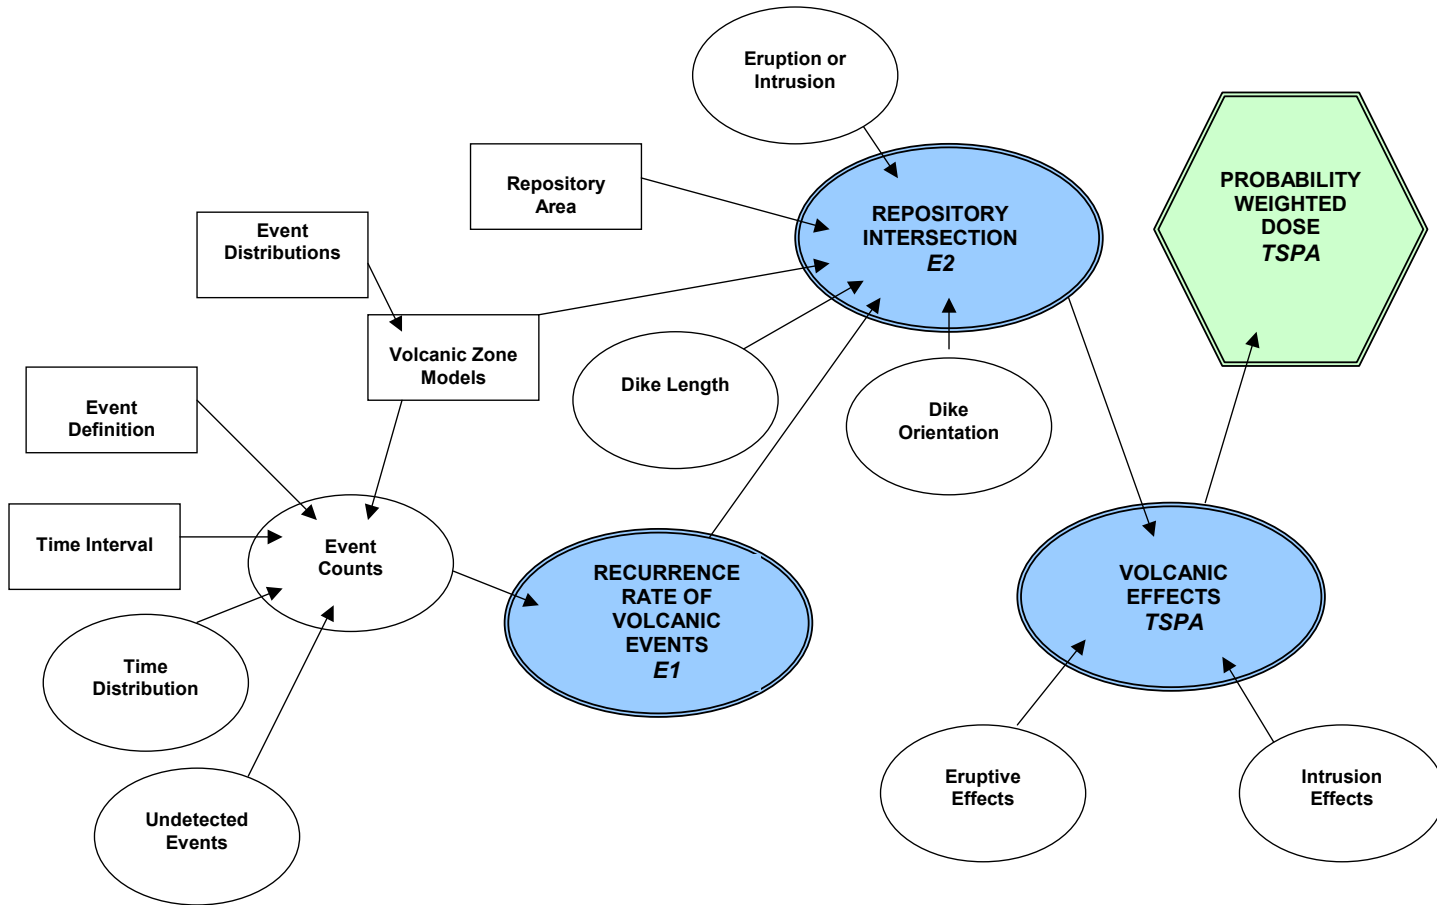 Eruption or
Intrusion
Repository
Area
REPOSITORY
INTERSECTION
E2
PROBABILITY
WEIGHTED
DOSE
TSPA
Event
Distributions
Volcanic Zone
Models
Event
Definition
Dike Length
Dike
Orientation
Time Interval
Event
Counts
RECURRENCE
RATE OF
VOLCANIC
EVENTS
E1
VOLCANIC
EFFECTS
TSPA
Time
Distribution
Undetected
Events
Eruptive
Effects
Intrusion
Effects